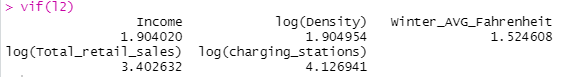 > vif(l2)
Income log(Density) Winter_AVG_Fahrenheit
1.904020 1.904954 1.524608
log(Total_retail_sales) log(charging_stations)
3.402632 4.126941